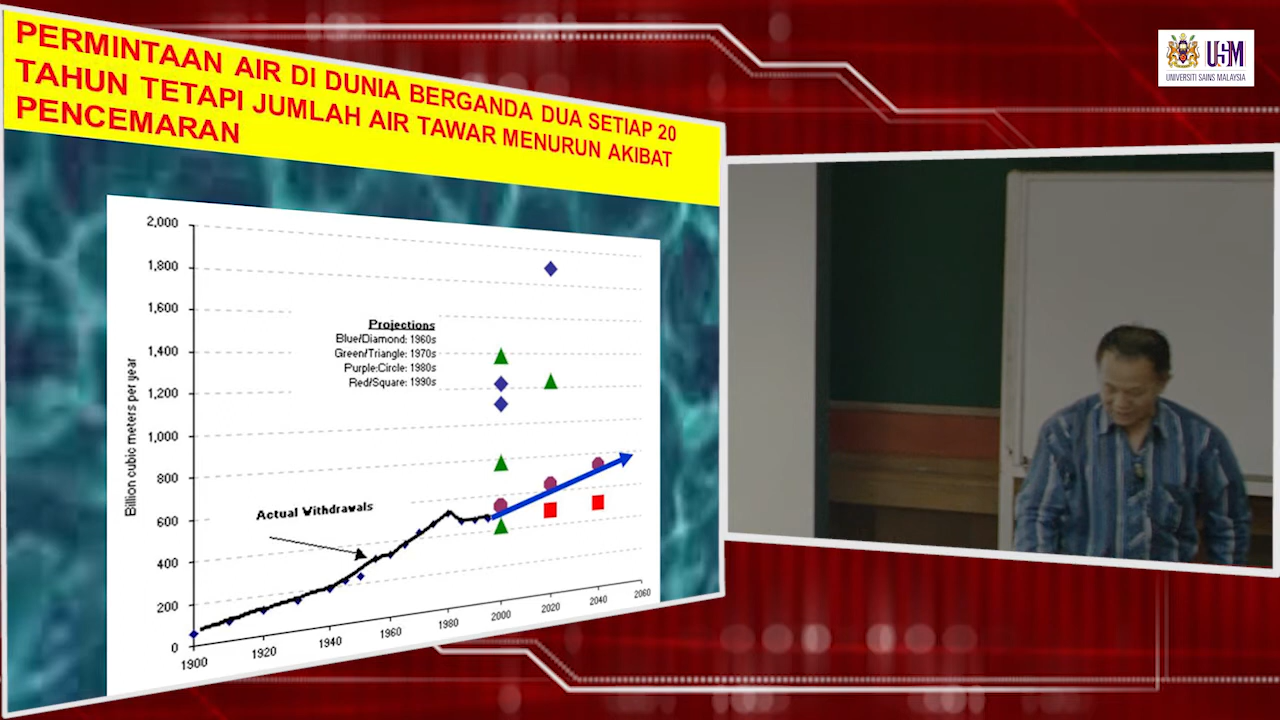 PERMINTAAN AIR DI DUNIA BERGANDA DUA SETIAP 20
TAHUN TETAPI JUMLAH AIR TAWAR MENURUN AKIBAT
PENCEMARAN
USM
UNIVERSITI SAINS MALAYSIA
2,000
1,800
1,600
1,400
1,200
1,000
800
600
400
200
0
Billion cubic meters per year
Projections
Blue/Diamond: 1960s
Green/Triangle: 1970s
Purple:Circle: 1980s
Red/Square: 1990s
Actual Withdrawals
1900
1920
1940
1960
1980
2000
2020
2040
2060